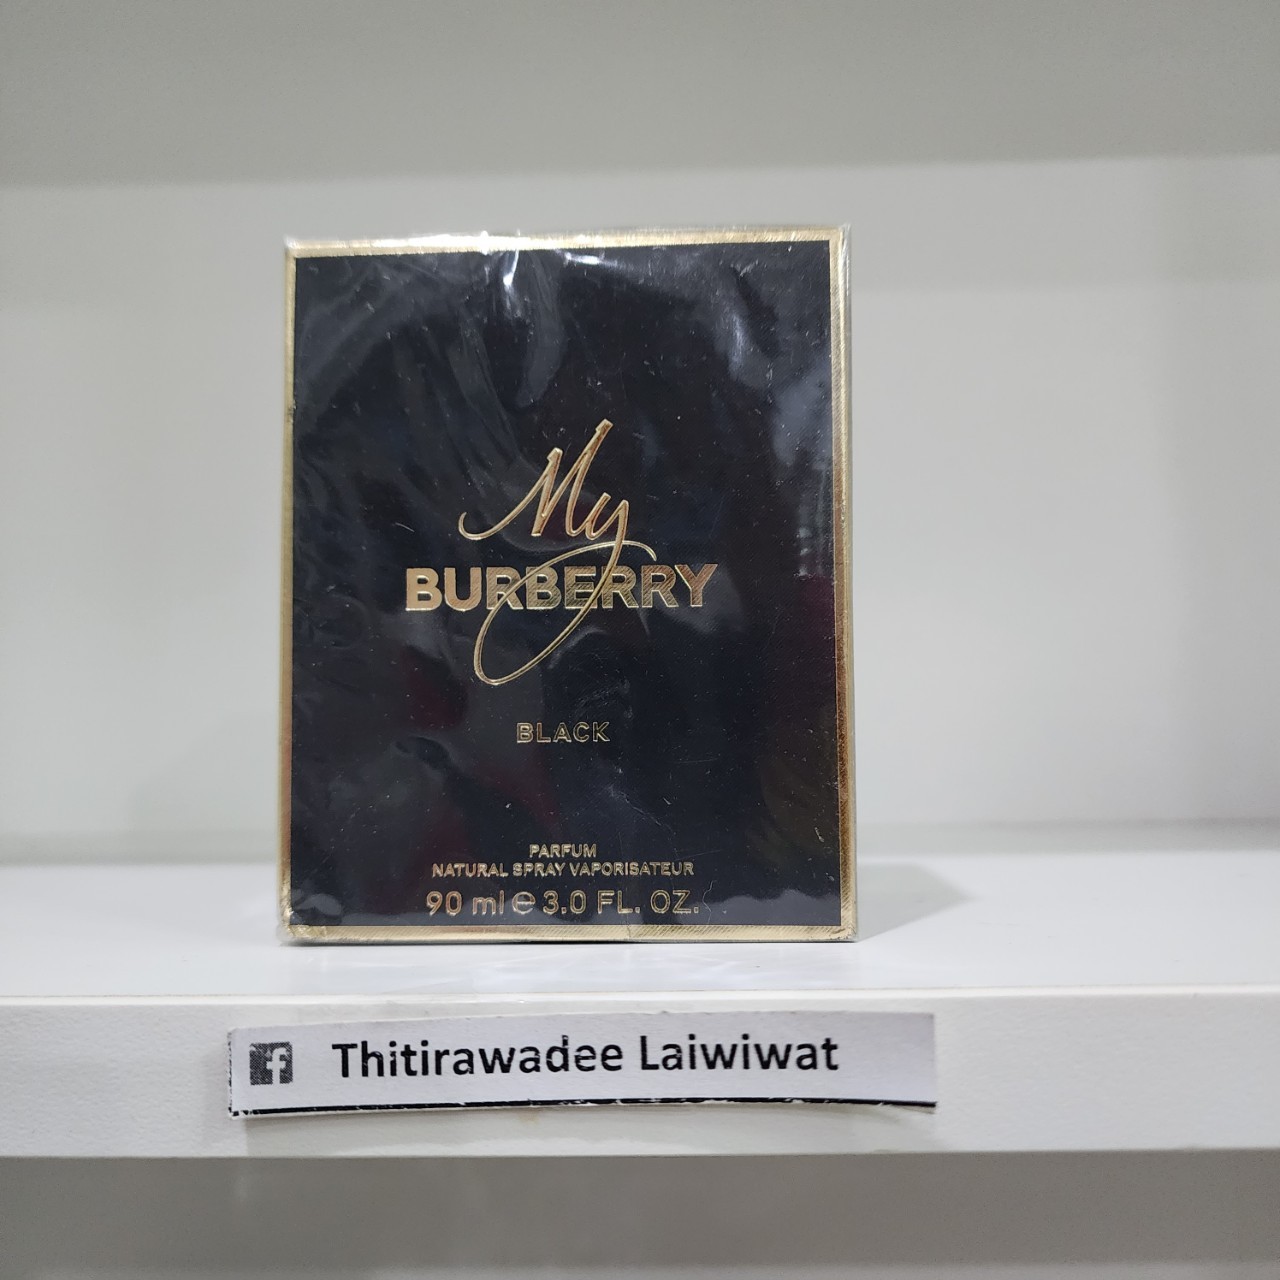 My
BURBERRY
BLACK
PARFUM
NATURAL SPRAY VAPORISATEUR
90 ml ℮ 3.0 FL. OZ.
f Thitirawadee Laiwiwat